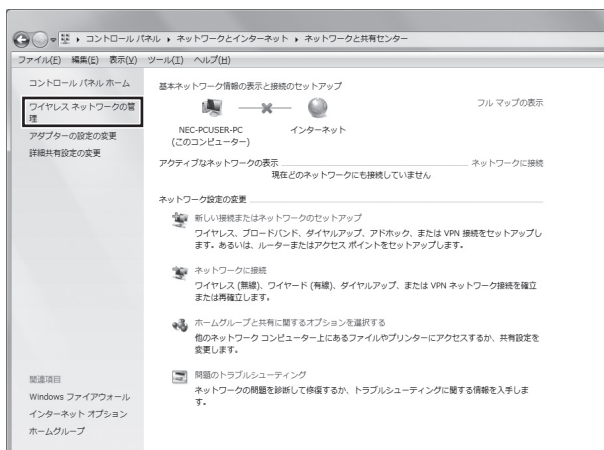 コントロール パネル ▸ ネットワークとインターネット ▸ ネットワークと共有センター
ファイル(F) 編集(E) 表示(V) ツール(T) ヘルプ(H)
コントロール パネル ホーム
ワイヤレス ネットワークの管
理
アダプターの設定の変更
詳細共有設定の変更
基本ネットワーク情報の表示と接続のセットアップ
フル マップの表示
NEC-PCUSER-PC
(このコンピューター)
インターネット
アクティブなネットワークの表示
ネットワークに接続
現在どのネットワークにも接続していません
ネットワーク設定の変更
新しい接続またはネットワークのセットアップ
ワイヤレス、ブロードバンド、ダイヤルアップ、アドホック、または VPN 接続をセットアップし
ます。あるいは、ルーターまたはアクセス ポイントをセットアップします。
ネットワークに接続
ワイヤレス (無線)、ワイヤード (有線)、ダイヤルアップ、または VPN ネットワーク接続を確立
または再確立します。
ホームグループと共有に関するオプションを選択する
他のネットワーク コンピューター上にあるファイルやプリンターにアクセスするか、共有設定を
変更します。
問題のトラブルシューティング
ネットワークの問題を診断して修復するか、トラブルシューティングに関する情報を入手しま
す。
関連項目
Windows ファイアウォール
インターネット オプション
ホームグループ